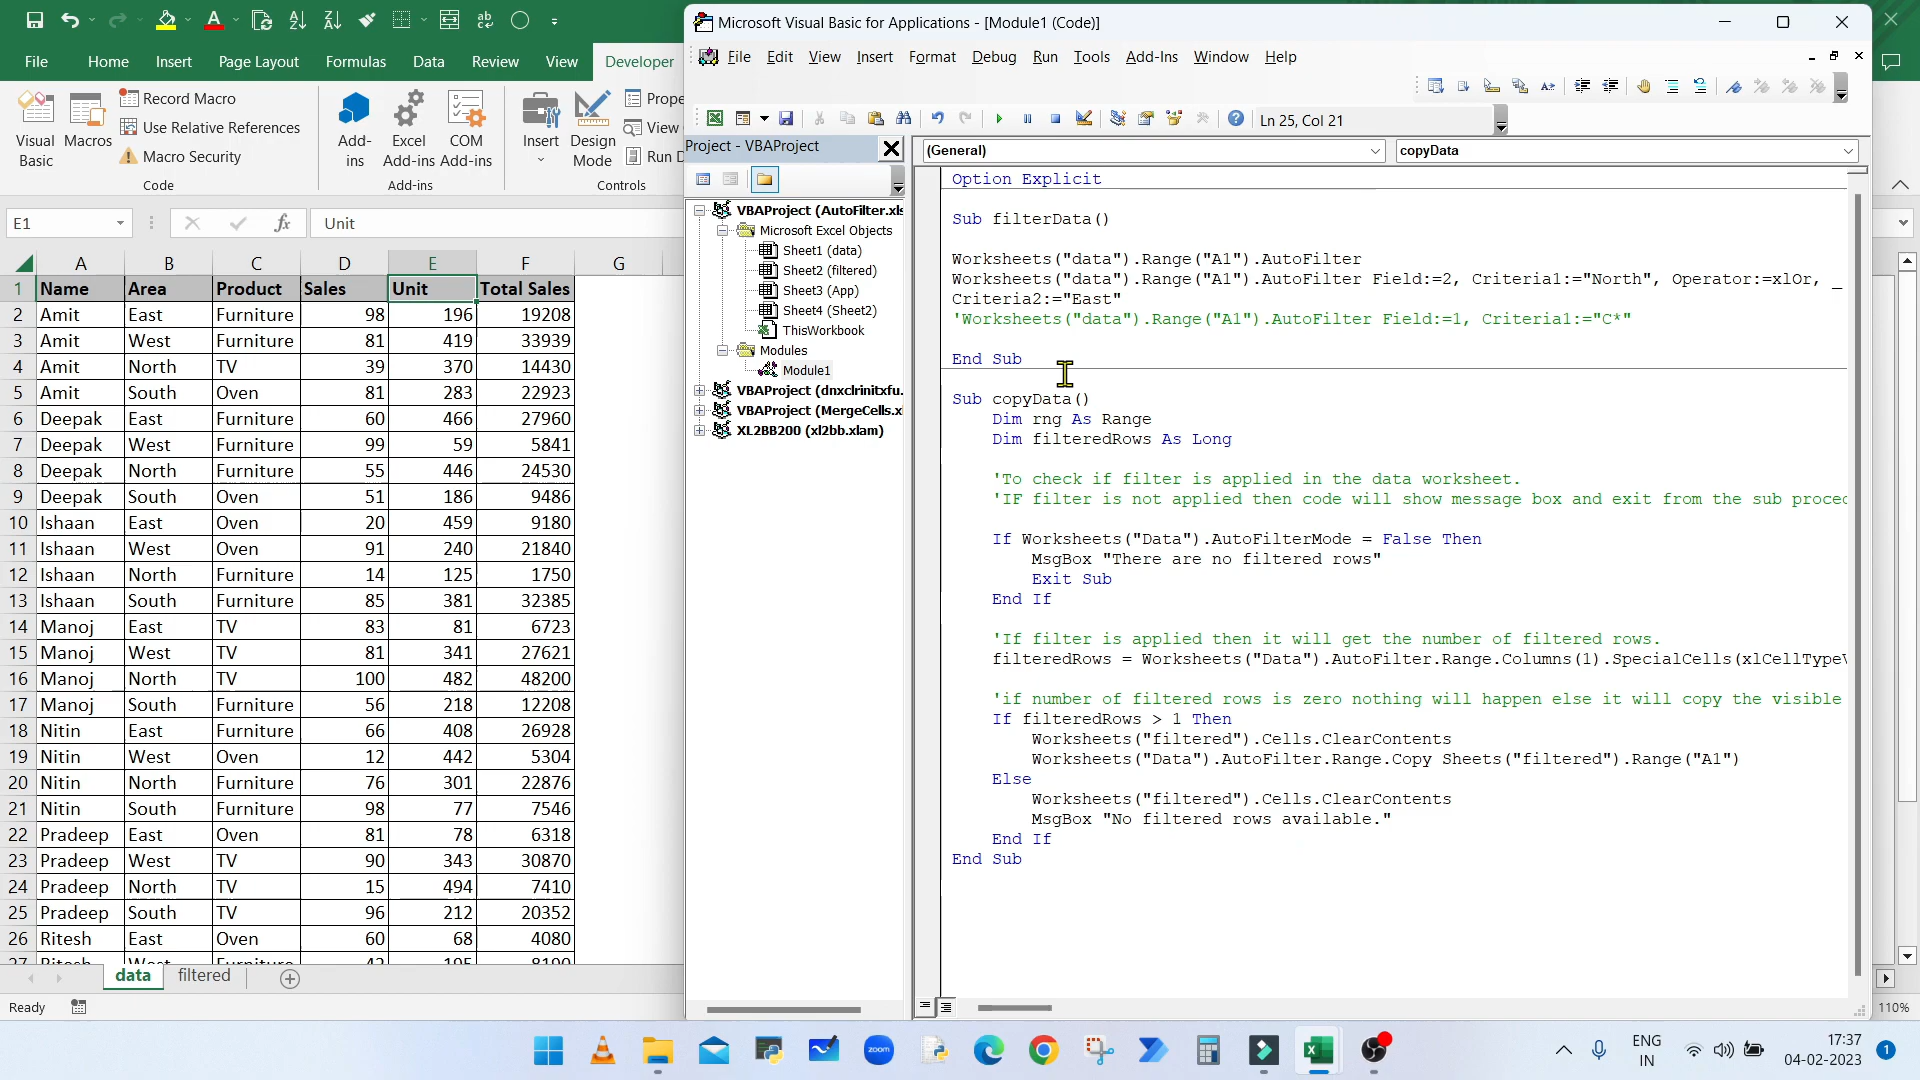 Microsoft Visual Basic for Applications - [Module1 (Code)]
File Home Insert Page Layout Formulas Data Review View Developer
File Edit View Insert Format Debug Run Tools Add-Ins Window Help
Visual Basic
Macros
Record Macro
Use Relative References
Macro Security
Code
Add-ins
Excel Add-ins
COM Add-ins
Add-ins
Insert
Design Mode
View
Controls
Ln 25, Col 21
E1
Unit
Project - VBAProject
(General)
copyData
VBAProject (AutoFilter.xls
Microsoft Excel Objects
Sheet1 (data)
Sheet2 (filtered)
Sheet3 (App)
Sheet4 (Sheet2)
ThisWorkbook
Modules
Module1
VBAProject (dnxclrinitxfu.
VBAProject (MergeCells.x
XL2BB200 (xl2bb.xlam)
A B C D E F G
1 Name Area Product Sales Unit Total Sales
2 Amit East Furniture 98 196 19208
3 Amit West Furniture 81 419 33939
4 Amit North TV 39 370 14430
5 Amit South Oven 81 283 22923
6 Deepak East Furniture 60 466 27960
7 Deepak West Furniture 99 59 5841
8 Deepak North Furniture 55 446 24530
9 Deepak South Oven 51 186 9486
10 Ishaan East Oven 20 459 9180
11 Ishaan West Oven 91 240 21840
12 Ishaan North Furniture 14 125 1750
13 Ishaan South Furniture 85 381 32385
14 Manoj East TV 83 81 6723
15 Manoj West TV 81 341 27621
16 Manoj North TV 100 482 48200
17 Manoj South Furniture 56 218 12208
18 Nitin East Furniture 66 408 26928
19 Nitin West Oven 12 442 5304
20 Nitin North Furniture 76 301 22876
21 Nitin South Furniture 98 77 7546
22 Pradeep East Oven 81 78 6318
23 Pradeep West TV 90 343 30870
24 Pradeep North TV 15 494 7410
25 Pradeep South TV 96 212 20352
26 Ritesh East Oven 60 68 4080
Option Explicit
Sub filterData()
Worksheets("data").Range("A1").AutoFilter
Worksheets("data").Range("A1").AutoFilter Field:=2, Criteria1:="North", Operator:=xlOr, _
Criteria2:="East"
'Worksheets("data").Range("A1").AutoFilter Field:=1, Criteria1:="C*"
End Sub
Sub copyData()
Dim rng As Range
Dim filteredRows As Long
'To check if filter is applied in the data worksheet.
'IF filter is not applied then code will show message box and exit from the sub proce
If Worksheets("Data").AutoFilterMode = False Then
MsgBox "There are no filtered rows"
Exit Sub
End If
'If filter is applied then it will get the number of filtered rows.
filteredRows = Worksheets("Data").AutoFilter.Range.Columns(1).SpecialCells(xlCellType
'if number of filtered rows is zero nothing will happen else it will copy the visible
If filteredRows > 1 Then
Worksheets("filtered").Cells.ClearContents
Worksheets("Data").AutoFilter.Range.Copy Sheets("filtered").Range("A1")
Else
Worksheets("filtered").Cells.ClearContents
MsgBox "No filtered rows available."
End If
End Sub
data filtered
Ready
110%
zoom
ENG
IN
17:37
04-02-2023
1